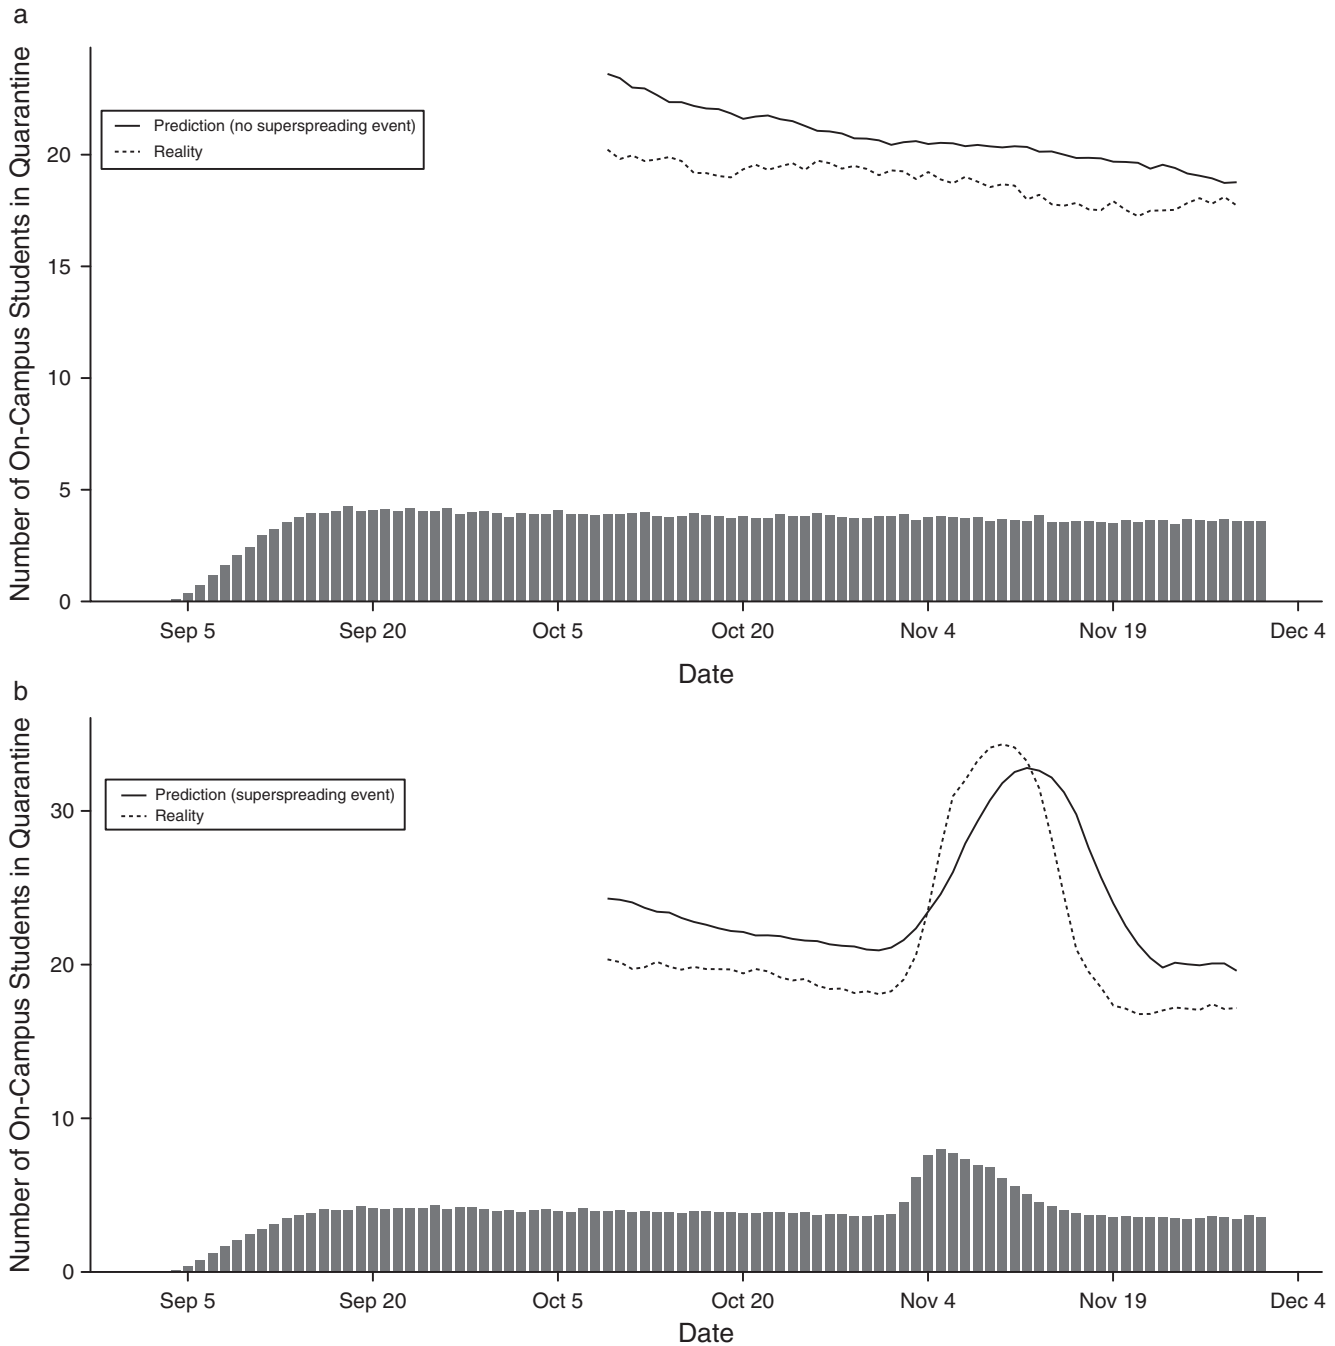 a
Number of On-Campus Students in Quarantine
Prediction (no superspreading event)
Reality
20
15
10
5
0
Sep 5 Sep 20 Oct 5 Oct 20 Nov 4 Nov 19 Dec 4
Date
b
Number of On-Campus Students in Quarantine
Prediction (superspreading event)
Reality
30
20
10
0
Sep 5 Sep 20 Oct 5 Oct 20 Nov 4 Nov 19 Dec 4
Date